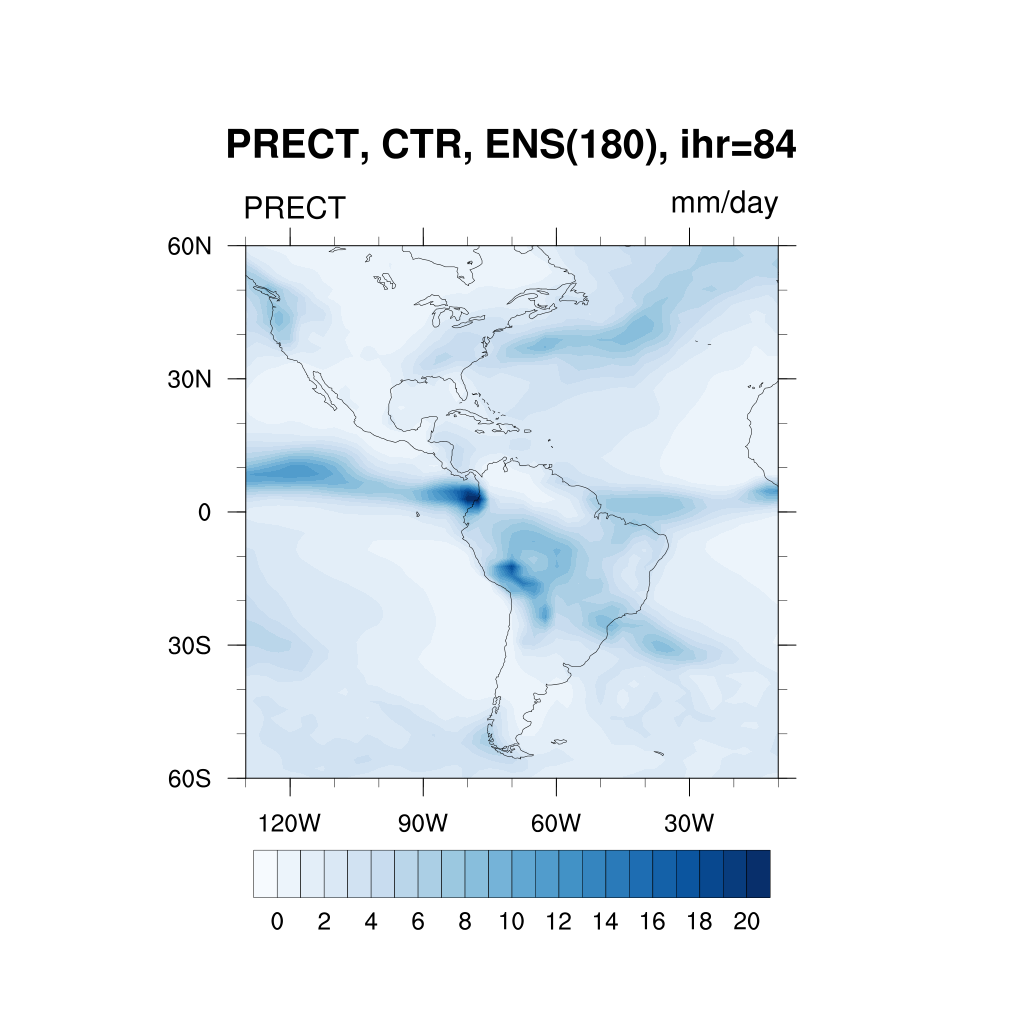 PRECT, CTR, ENS(180), ihr=84
PRECT mm/day
60N
30N
0
30S
60S
120W 90W 60W 30W
0 2 4 6 8 10 12 14 16 18 20